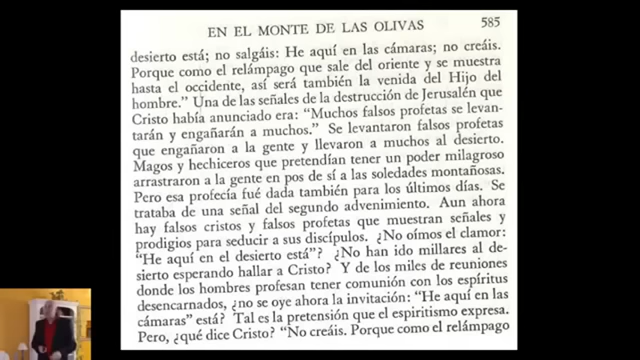 EN EL MONTE DE LAS OLIVAS 585
desierto está; no salgáis: He aquí en las cámaras; no creáis.
Porque como el relámpago que sale del oriente y se muestra
hasta el occidente, así será también la venida del Hijo del
hombre.” Una de las señales de la destrucción de Jerusalén que
Cristo había anunciado era: “Muchos falsos profetas se levan-
tarán y engañarán a muchos.” Se levantaron falsos profetas
que engañaron a la gente y llevaron a muchos al desierto.
Magos y hechiceros que pretendían tener un poder milagroso
arrastraron a la gente en pos de sí a las soledades montañosas.
Pero esa profecía fué dada también para los últimos días. Se
trataba de una señal del segundo advenimiento. Aun ahora
hay falsos cristos y falsos profetas que muestran señales y
prodigios para seducir a sus discípulos. ¿No oímos el clamor:
“He aquí en el desierto está”? ¿No han ido millares al de-
sierto esperando hallar a Cristo? Y de los miles de reuniones
donde los hombres profesan tener comunión con los espíritus
desencarnados, ¿no se oye ahora la invitación: “He aquí en las
cámaras” está? Tal es la pretensión que el espiritismo expresa.
Pero, ¿qué dice Cristo? “No creáis. Porque como el relámpago